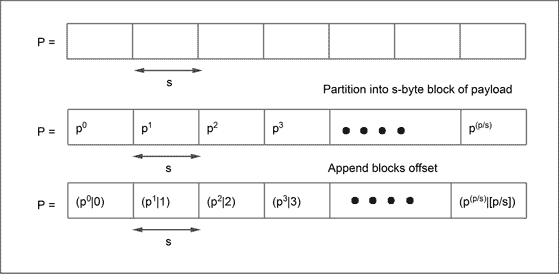 P =
s
Partition into s-byte block of payload
P = p⁰ p¹ p² p³ • • • • p⁽ᵖ/ˢ⁾
s
Append blocks offset
P = (p⁰|0) (p¹|1) (p²|2) (p³|3) • • • • (p⁽ᵖ/ˢ⁾|[p/s])
s